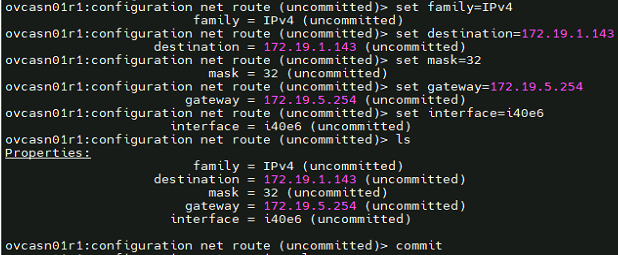 ovcasn01r1:configuration net route (uncommitted)> set family=IPv4
family = IPv4 (uncommitted)
ovcasn01r1:configuration net route (uncommitted)> set destination=172.19.1.143
destination = 172.19.1.143 (uncommitted)
ovcasn01r1:configuration net route (uncommitted)> set mask=32
mask = 32 (uncommitted)
ovcasn01r1:configuration net route (uncommitted)> set gateway=172.19.5.254
gateway = 172.19.5.254 (uncommitted)
ovcasn01r1:configuration net route (uncommitted)> set interface=i40e6
interface = i40e6 (uncommitted)
ovcasn01r1:configuration net route (uncommitted)> ls
Properties:
family = IPv4 (uncommitted)
destination = 172.19.1.143 (uncommitted)
mask = 32 (uncommitted)
gateway = 172.19.5.254 (uncommitted)
interface = i40e6 (uncommitted)
ovcasn01r1:configuration net route (uncommitted)> commit